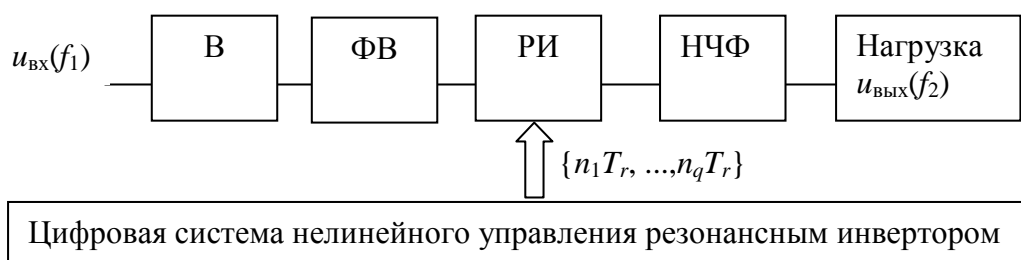 uвх(f1)
В
ФВ
РИ
НЧФ
Нагрузка
uвых(f2)
{n1Tr, ...,nqTr}
Цифровая система нелинейного управления резонансным инвертором